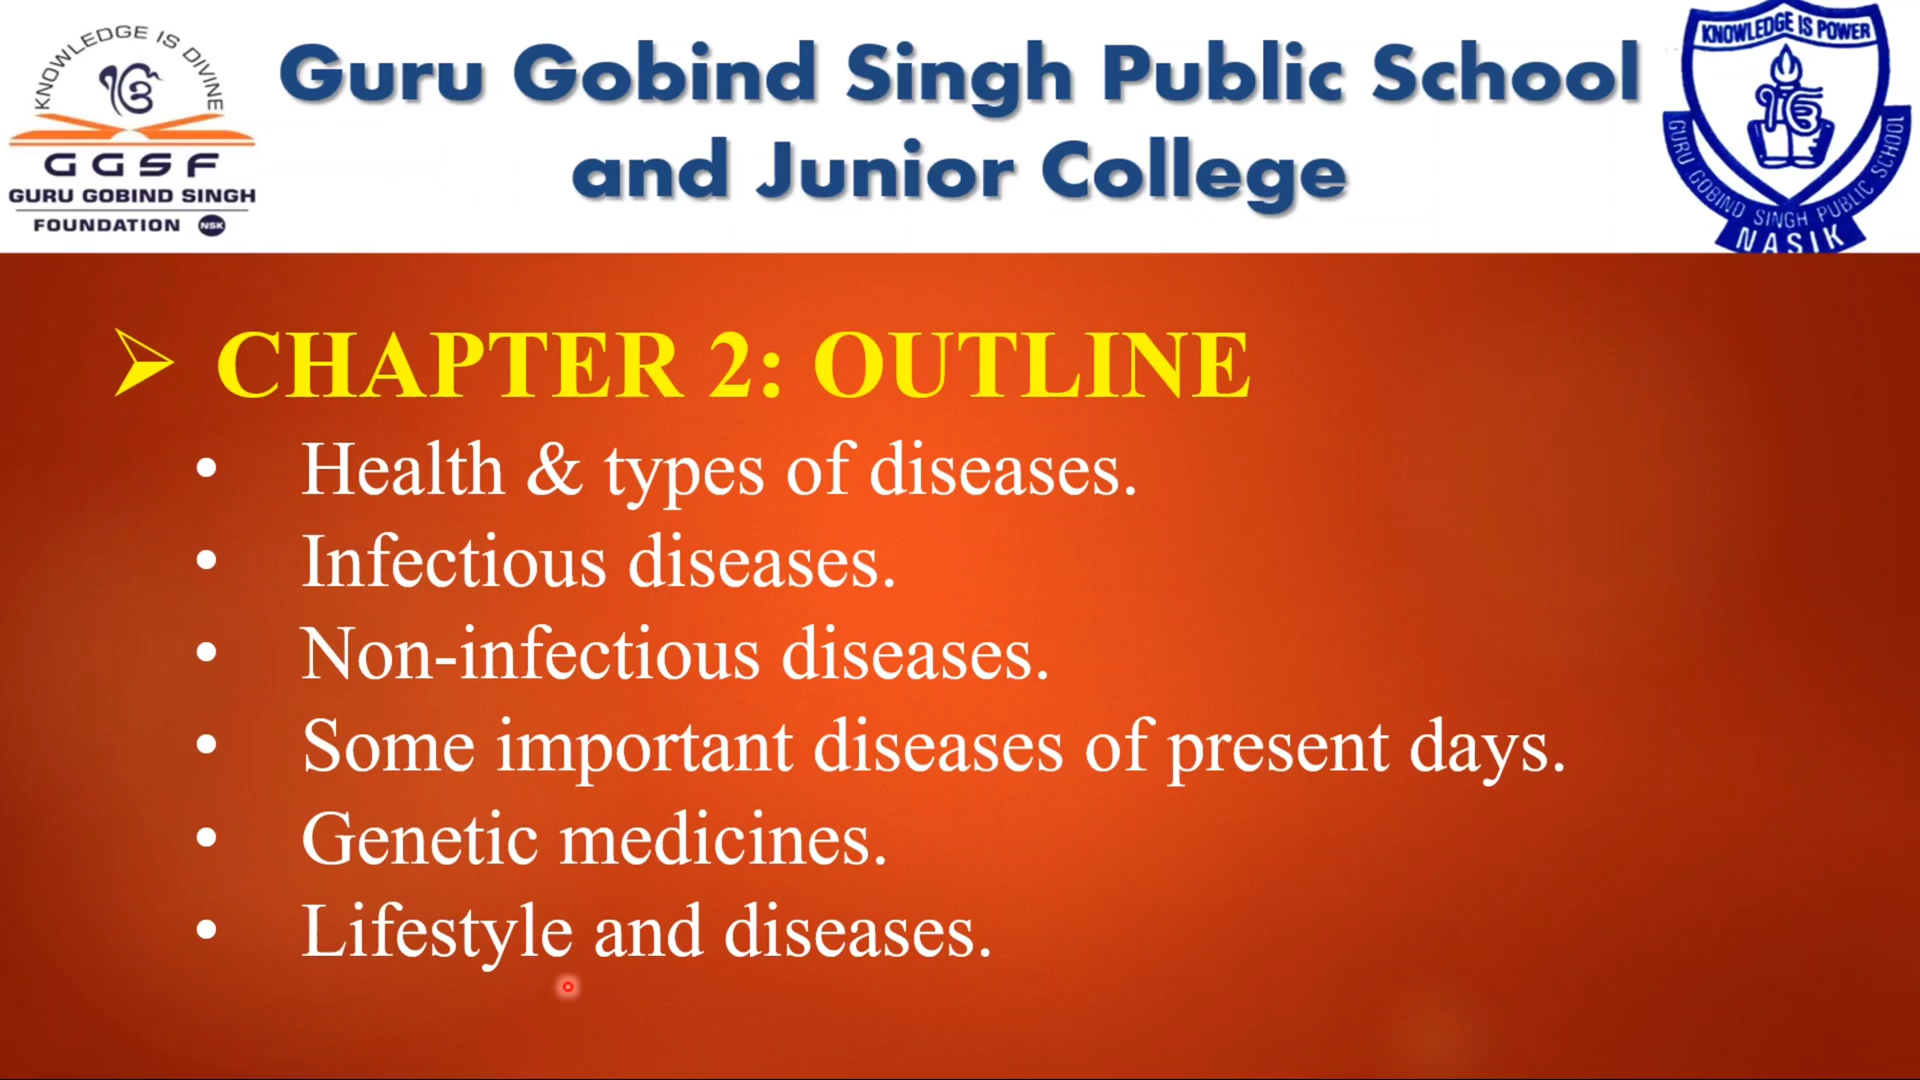 KNOWLEDGE IS DIVINE
GGSF
GURU GOBIND SINGH
FOUNDATION NSK
Guru Gobind Singh Public School
and Junior College
KNOWLEDGE IS POWER
GURU GOBIND SINGH PUBLIC SCHOOL
NASIK
➢ CHAPTER 2: OUTLINE
• Health & types of diseases.
• Infectious diseases.
• Non-infectious diseases.
• Some important diseases of present days.
• Genetic medicines.
• Lifestyle and diseases.